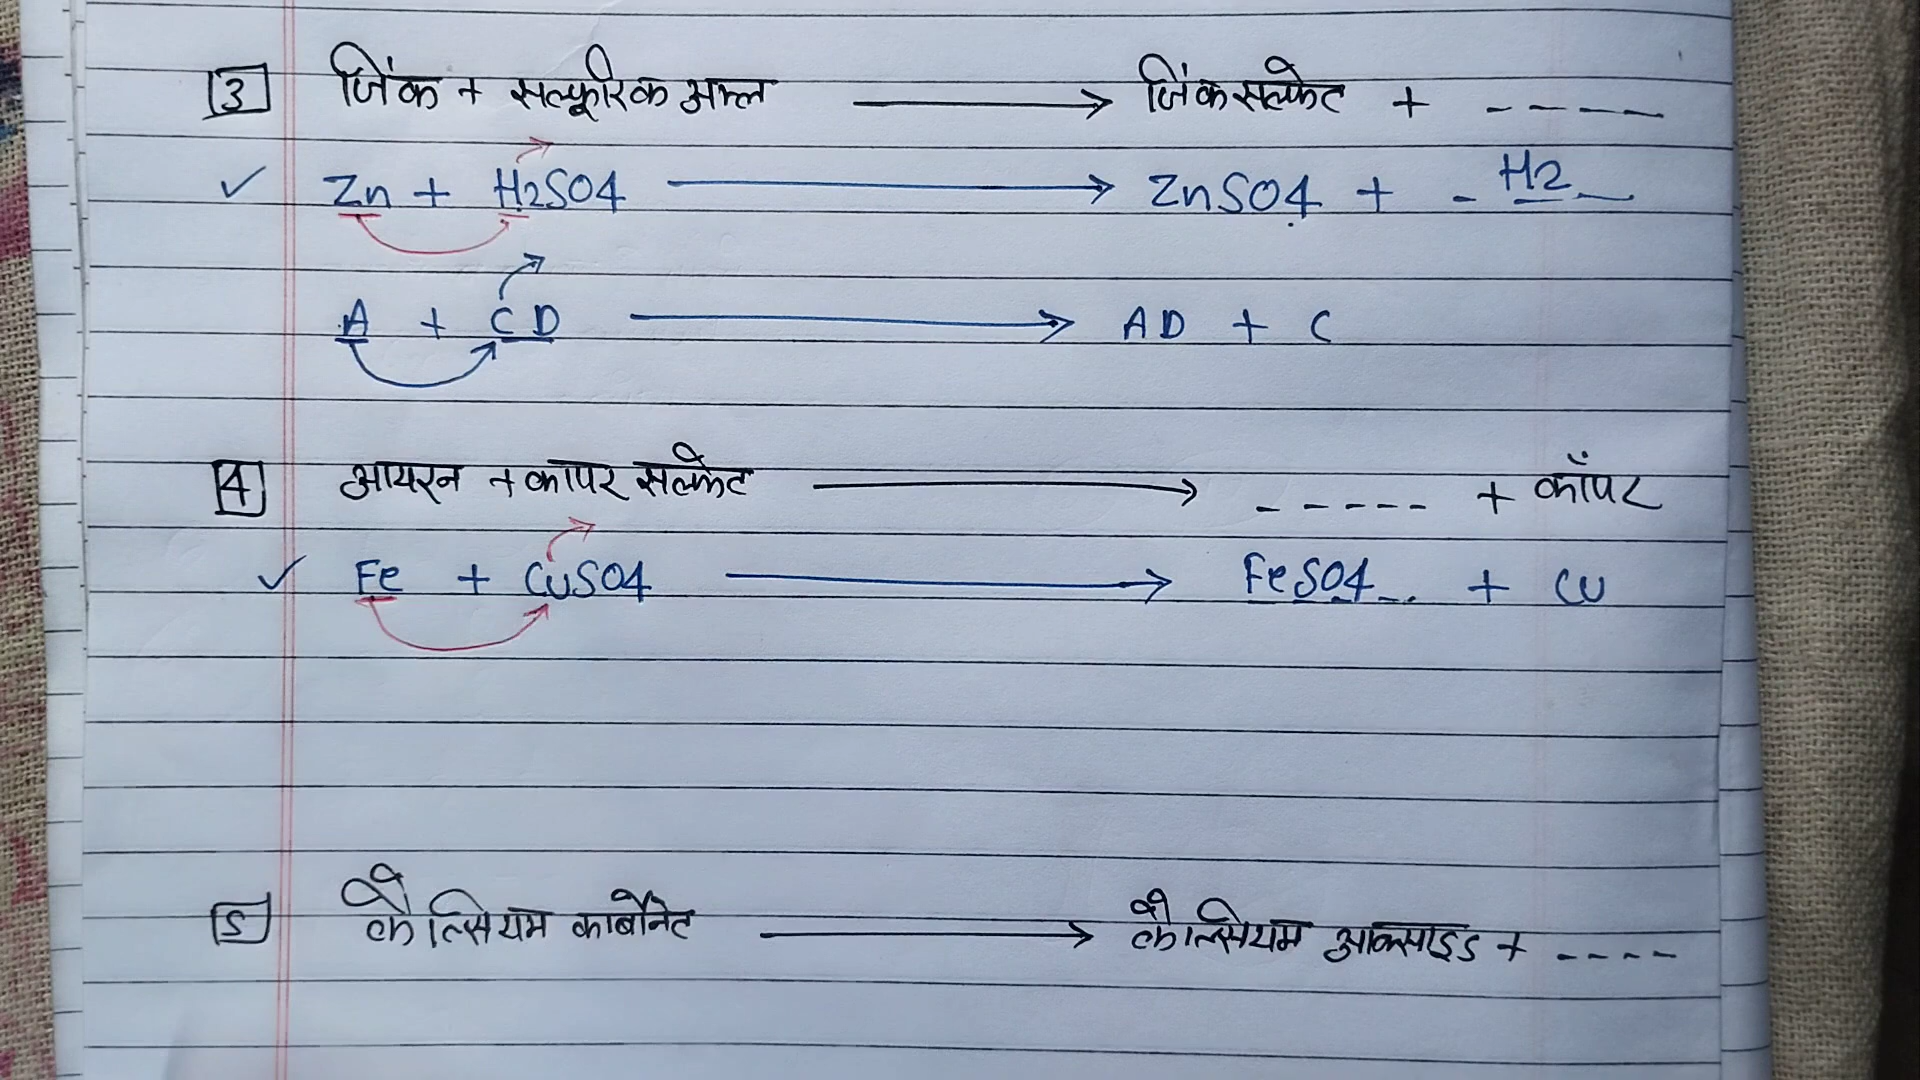 3 जिंक + सल्फ्यूरिक अम्ल ⟶ जिंक सल्फेट + - - - -
✓ Zn + H2SO4 ⟶ ZnSO4 + - H2 - -
A + CD ⟶ AD + C
4 आयरन + कापर सल्फेट ⟶ - - - - - + कॉपर
✓ Fe + CuSO4 ⟶ FeSO4 + Cu
5 कैल्सियम कार्बोनेट ⟶ कैल्सियम आक्साइड + - - - -